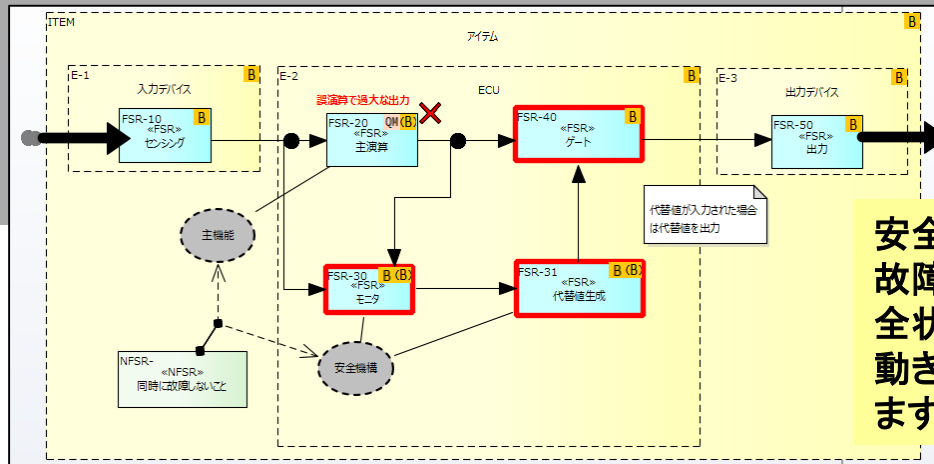 ITEM
B
アイテム
E-1
B
入力デバイス
FSR-10
B
«FSR»
センシング
E-2
B
ECU
誤演算で過大な出力
FSR-20
QM(B)
«FSR»
主演算
FSR-40
B
«FSR»
ゲート
E-3
B
出力デバイス
FSR-50
B
«FSR»
出力
代替値が入力された場合
は代替値を出力
主機能
FSR-30
B (B)
«FSR»
モニタ
FSR-31
B (B)
«FSR»
代替値生成
安全機構
NFSR-
«NFSR»
同時に故障しないこと
安全
故障
全状
動き
ます